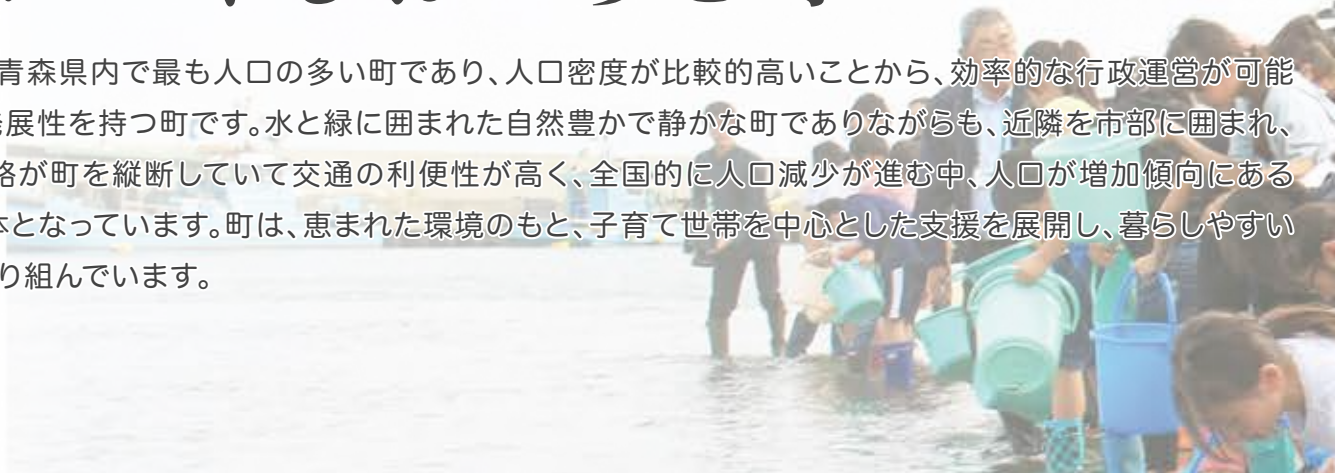 青森県内で最も人口の多い町であり、人口密度が比較的高いことから、効率的な行政運営が可能
展性を持つ町です。水と緑に囲まれた自然豊かで静かな町でありながらも、近隣を市部に囲まれ、
が町を縦断していて交通の利便性が高く、全国的に人口減少が進む中、人口が増加傾向にある
となっています。町は、恵まれた環境のもと、子育て世帯を中心とした支援を展開し、暮らしやすい
り組んでいます。